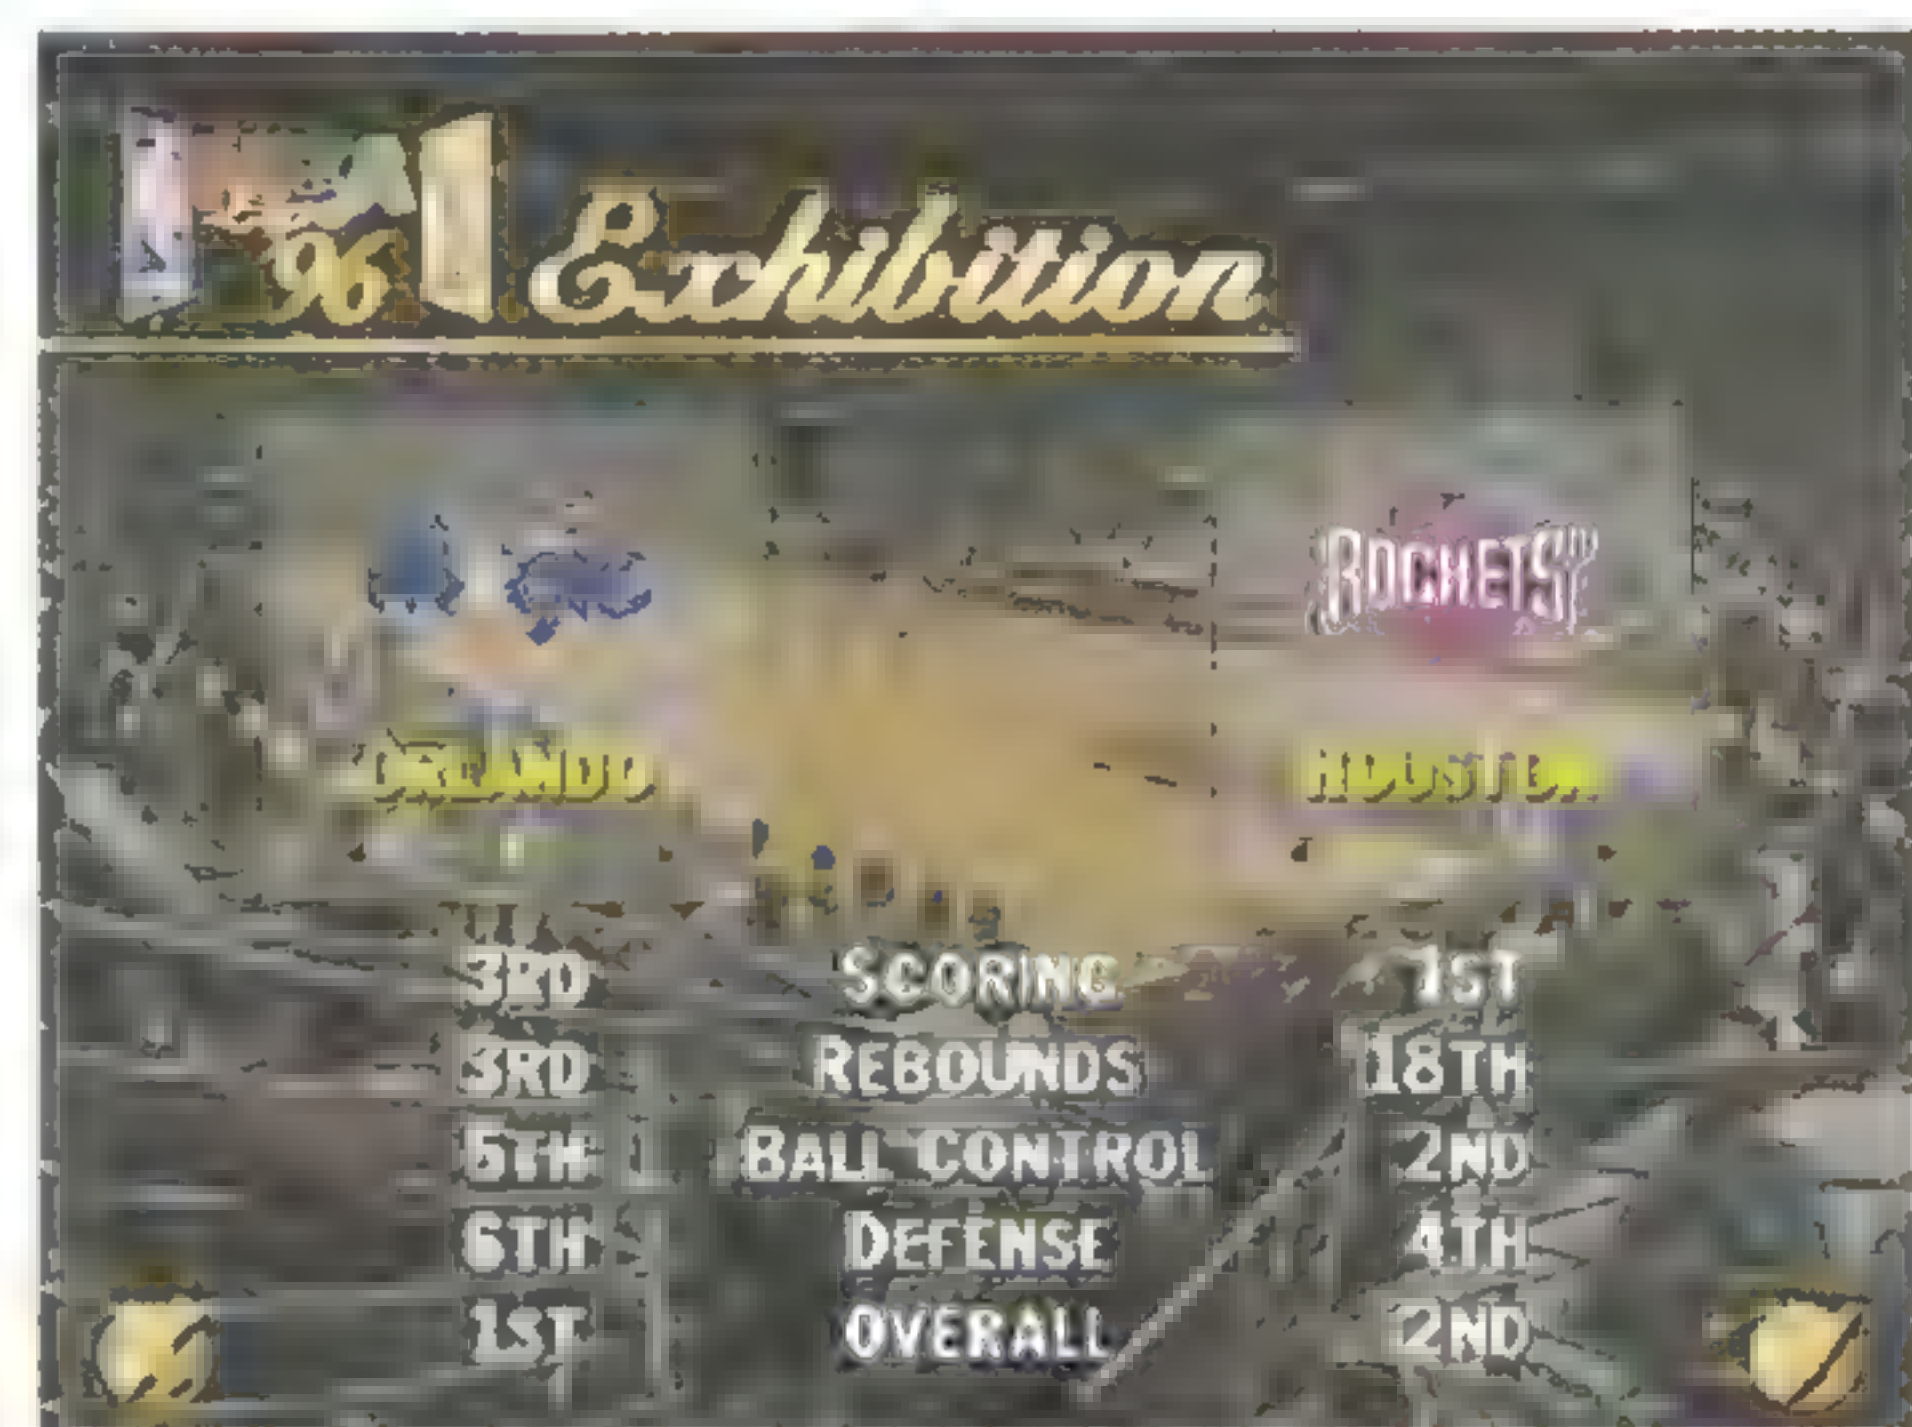 96 Exhibition
ROCKETS
ORLANDO HOUSTON
3RD SCORING 1ST
3RD REBOUNDS 18TH
5TH BALL CONTROL 2ND
6TH DEFENSE 4TH
1ST OVERALL 2ND